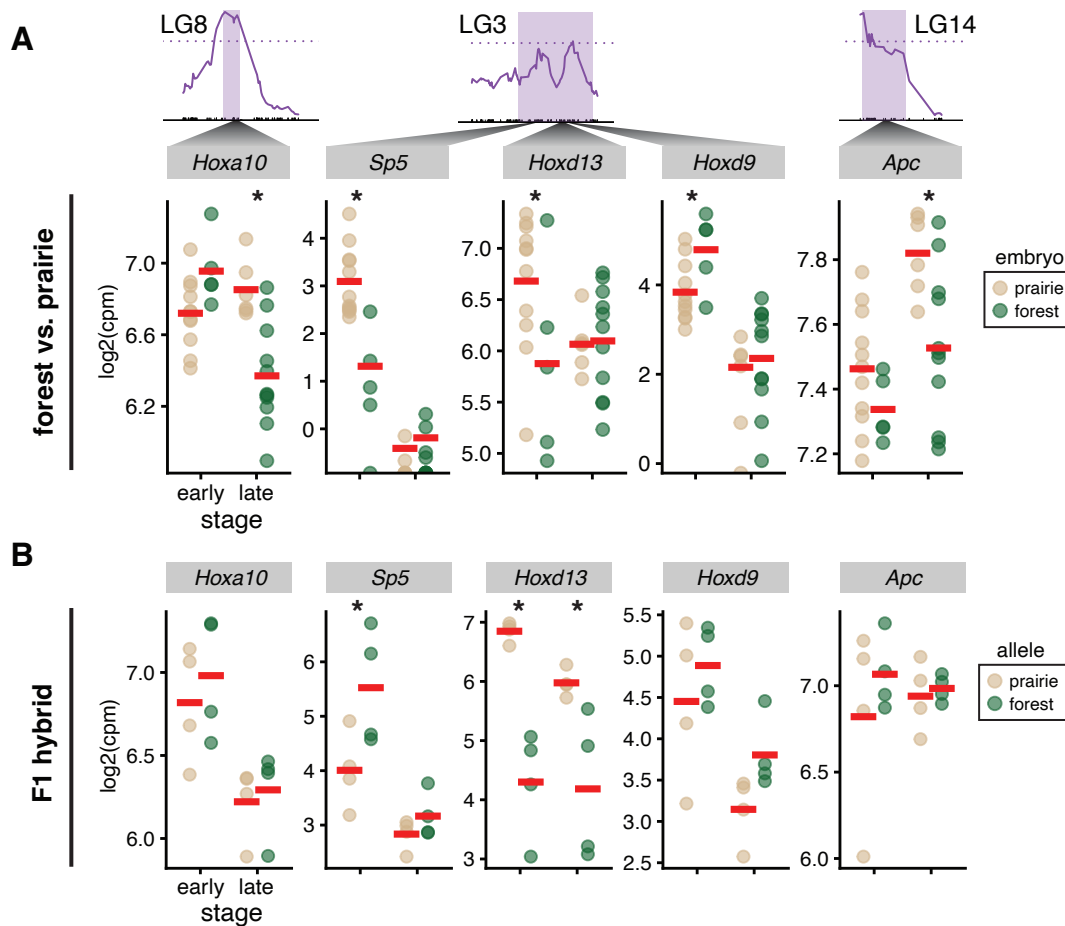 A
LG8
LG3
LG14
Hoxa10
Sp5
Hoxd13
Hoxd9
Apc
forest vs. prairie
log2(cpm)
7.0
6.6
6.2
*
early
late
stage
4
3
2
1
0
*
7.0
6.5
6.0
5.5
5.0
*
4
2
0
*
7.8
7.6
7.4
7.2
*
embryo
prairie
forest
B
Hoxa10
Sp5
Hoxd13
Hoxd9
Apc
F1 hybrid
log2(cpm)
7.0
6.5
6.0
early
late
stage
6
5
4
3
*
7
6
5
4
3
*
*
5.5
5.0
4.5
4.0
3.5
3.0
2.5
7.0
6.5
6.0
allele
prairie
forest